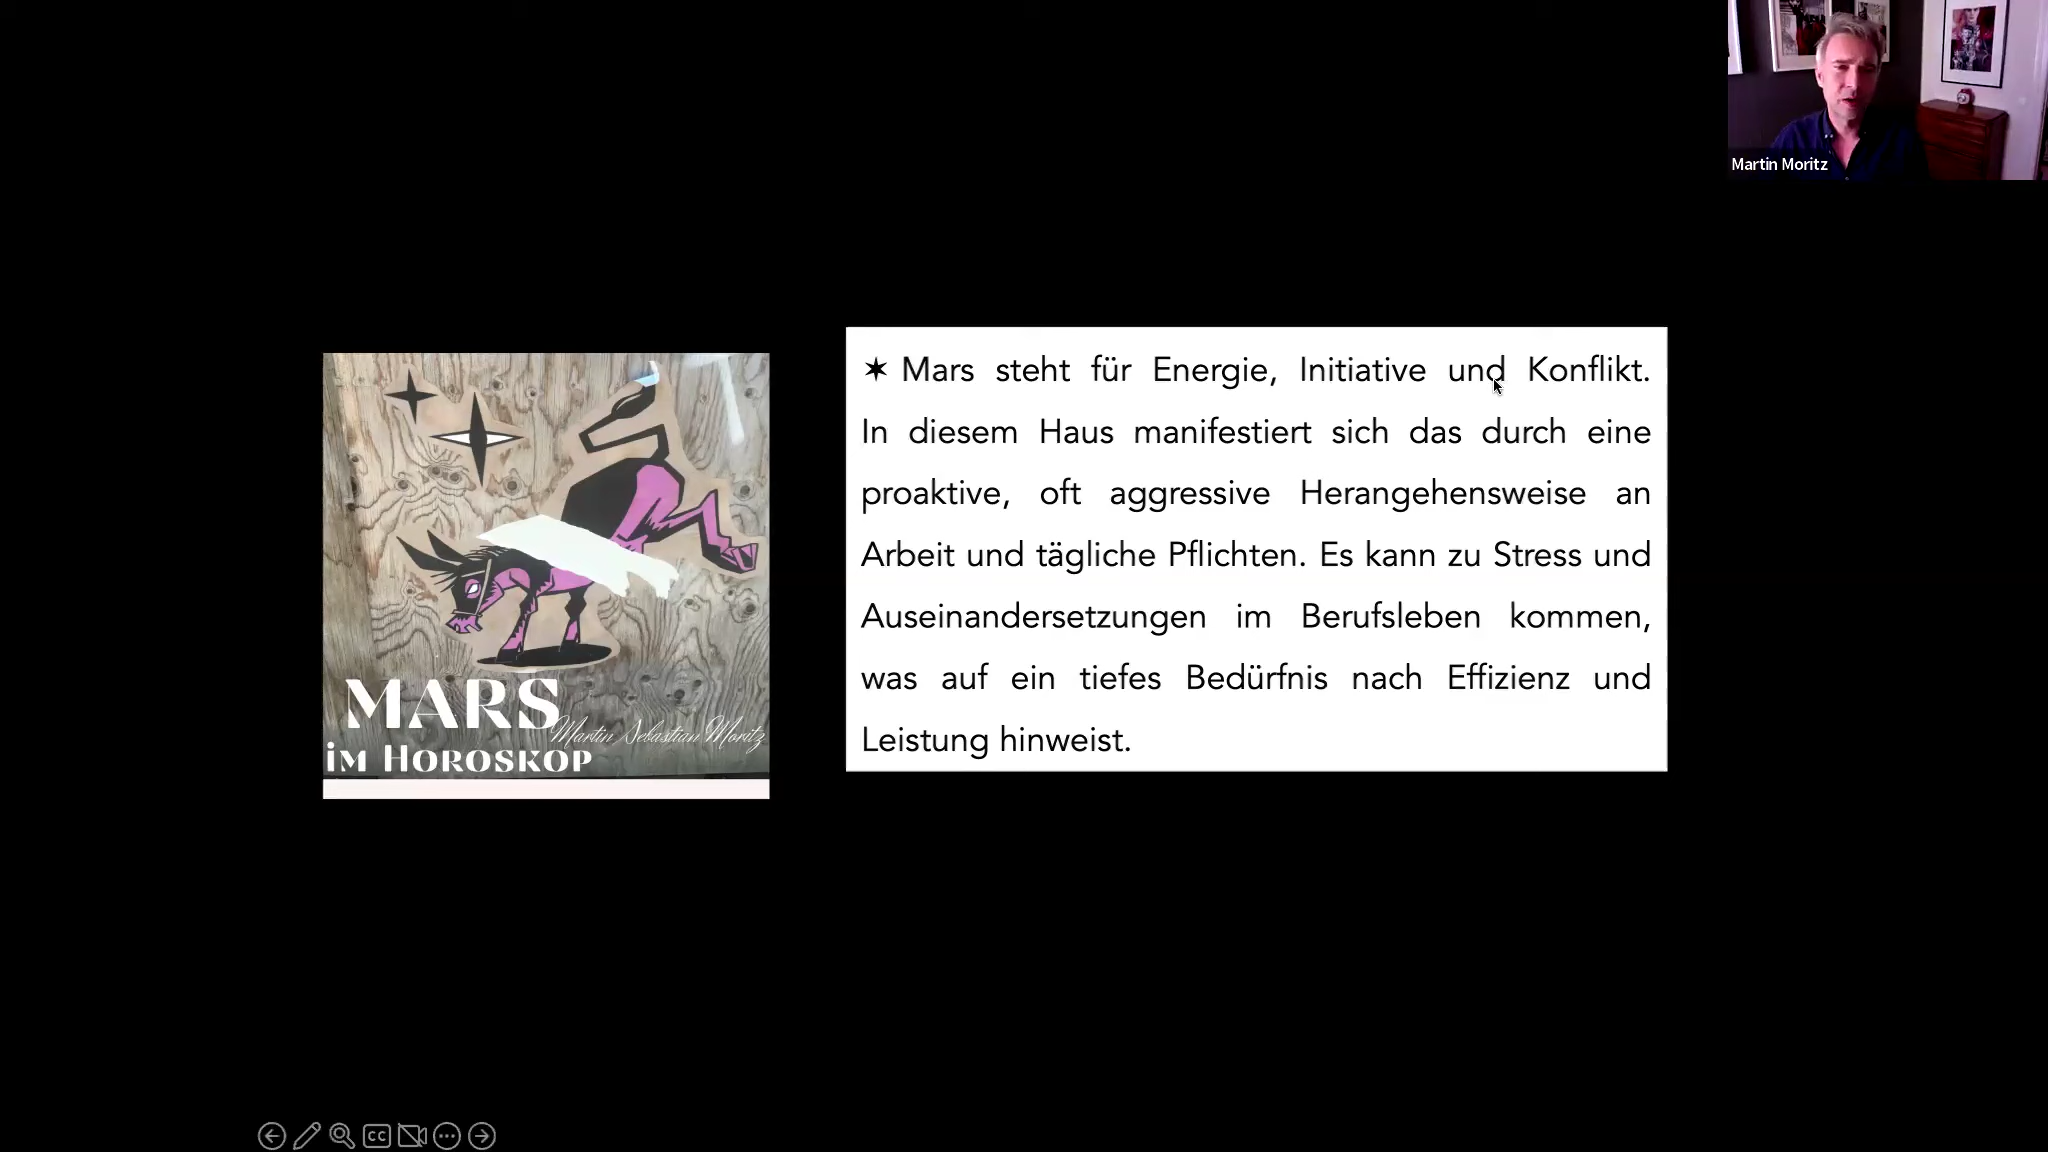 Martin Moritz
✶ Mars steht für Energie, Initiative und Konflikt.
In diesem Haus manifestiert sich das durch eine
proaktive, oft aggressive Herangehensweise an
Arbeit und tägliche Pflichten. Es kann zu Stress und
Auseinandersetzungen im Berufsleben kommen,
was auf ein tiefes Bedürfnis nach Effizienz und
Leistung hinweist.
MARS
Martin Sebastian Moritz
iM HOROSKOP
CC